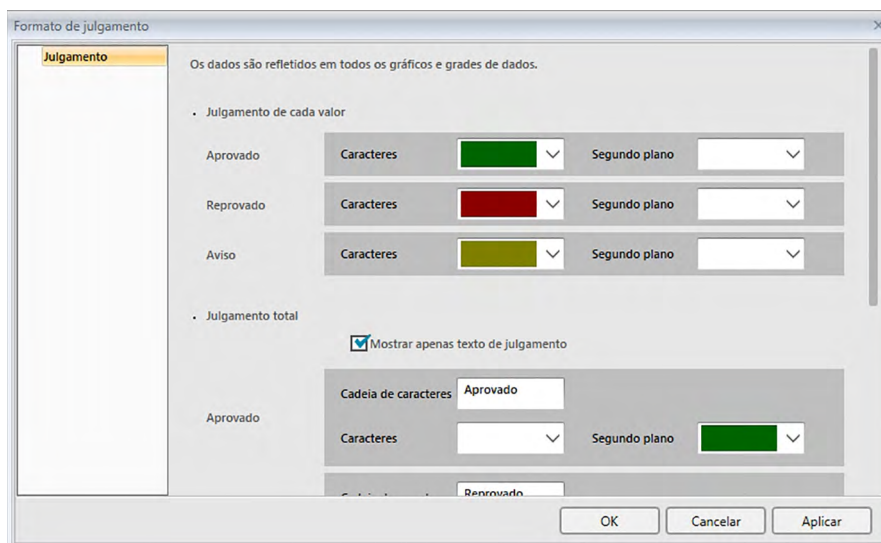 Formato de julgamento
Julgamento
Os dados são refletidos em todos os gráficos e grades de dados.
• Julgamento de cada valor
Aprovado Caracteres Segundo plano
Reprovado Caracteres Segundo plano
Aviso Caracteres Segundo plano
• Julgamento total
Mostrar apenas texto de julgamento
Cadeia de caracteres Aprovado
Aprovado
Caracteres Segundo plano
Reprovado
OK Cancelar Aplicar